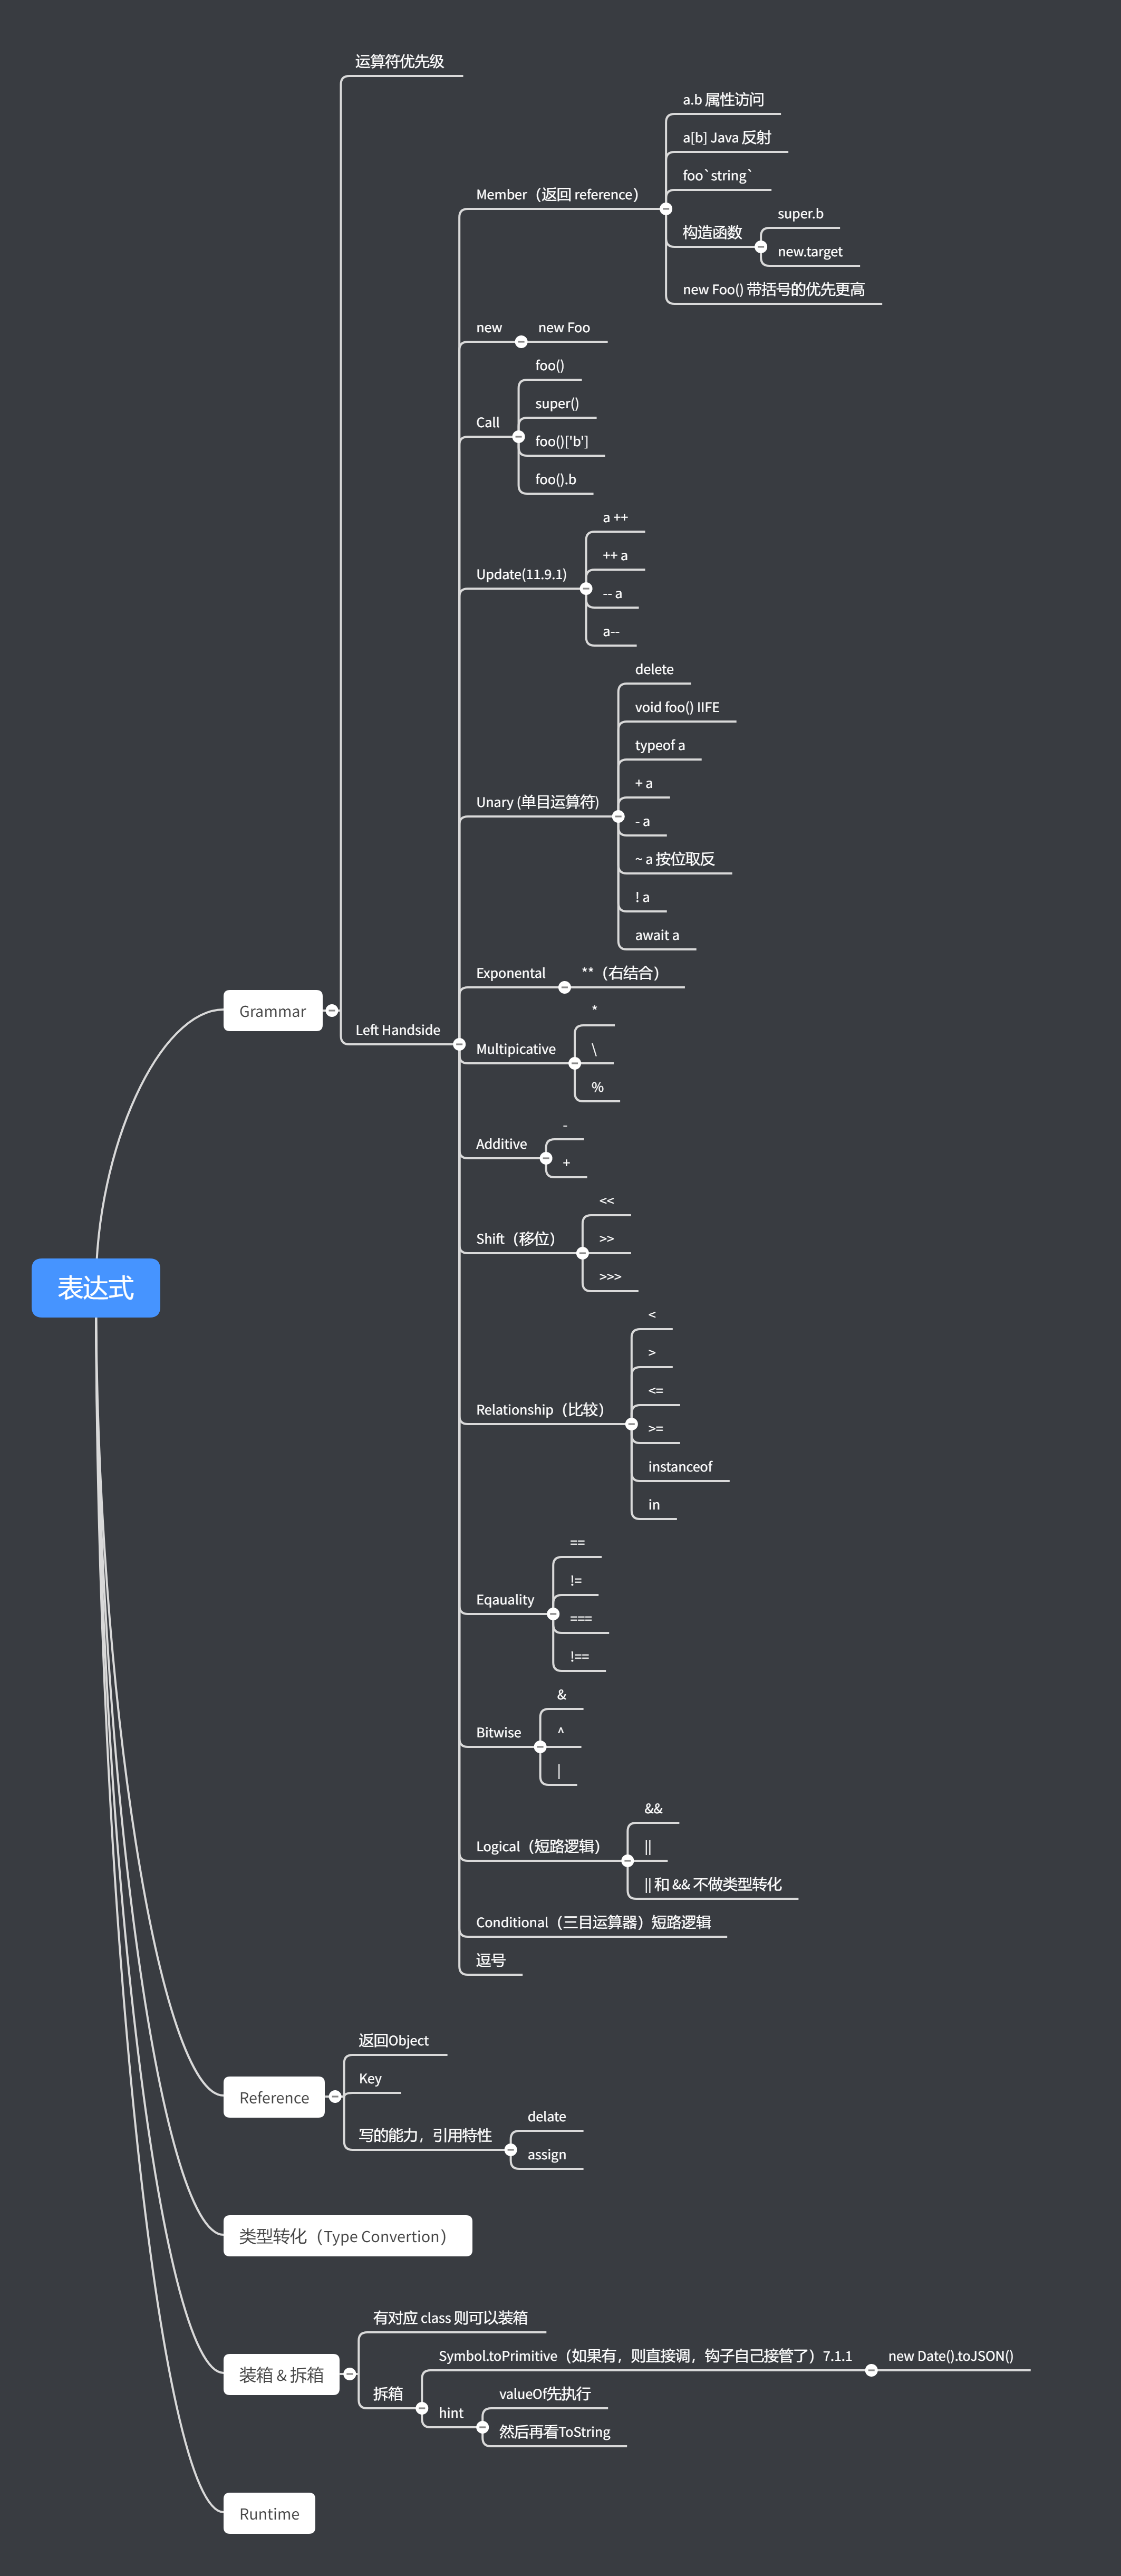 运算符优先级
a.b 属性访问
a[b] Java 反射
foo`string`
Member（返回 reference）
super.b
构造函数
new.target
new Foo() 带括号的优先更高
new
new Foo
foo()
super()
Call
foo()['b']
foo().b
a ++
++ a
Update(11.9.1)
-- a
a--
delete
void foo() IIFE
typeof a
+ a
Unary (单目运算符)
- a
~ a 按位取反
! a
await a
Exponental
**（右结合）
Grammar
Left Handside
*
Multipicative
\
%
-
Additive
+
<<
Shift（移位）
>>
>>>
表达式
<
>
<=
Relationship（比较）
>=
instanceof
in
==
!=
Eqauality
===
!==
&
Bitwise
^
|
&&
Logical（短路逻辑）
||
|| 和 && 不做类型转化
Conditional（三目运算器）短路逻辑
逗号
返回Object
Key
Reference
delate
写的能力，引用特性
assign
类型转化（Type Convertion）
有对应 class 则可以装箱
Symbol.toPrimitive（如果有，则直接调，钩子自己接管了）7.1.1
new Date().toJSON()
装箱 & 拆箱
拆箱
valueOf先执行
hint
然后再看ToString
Runtime